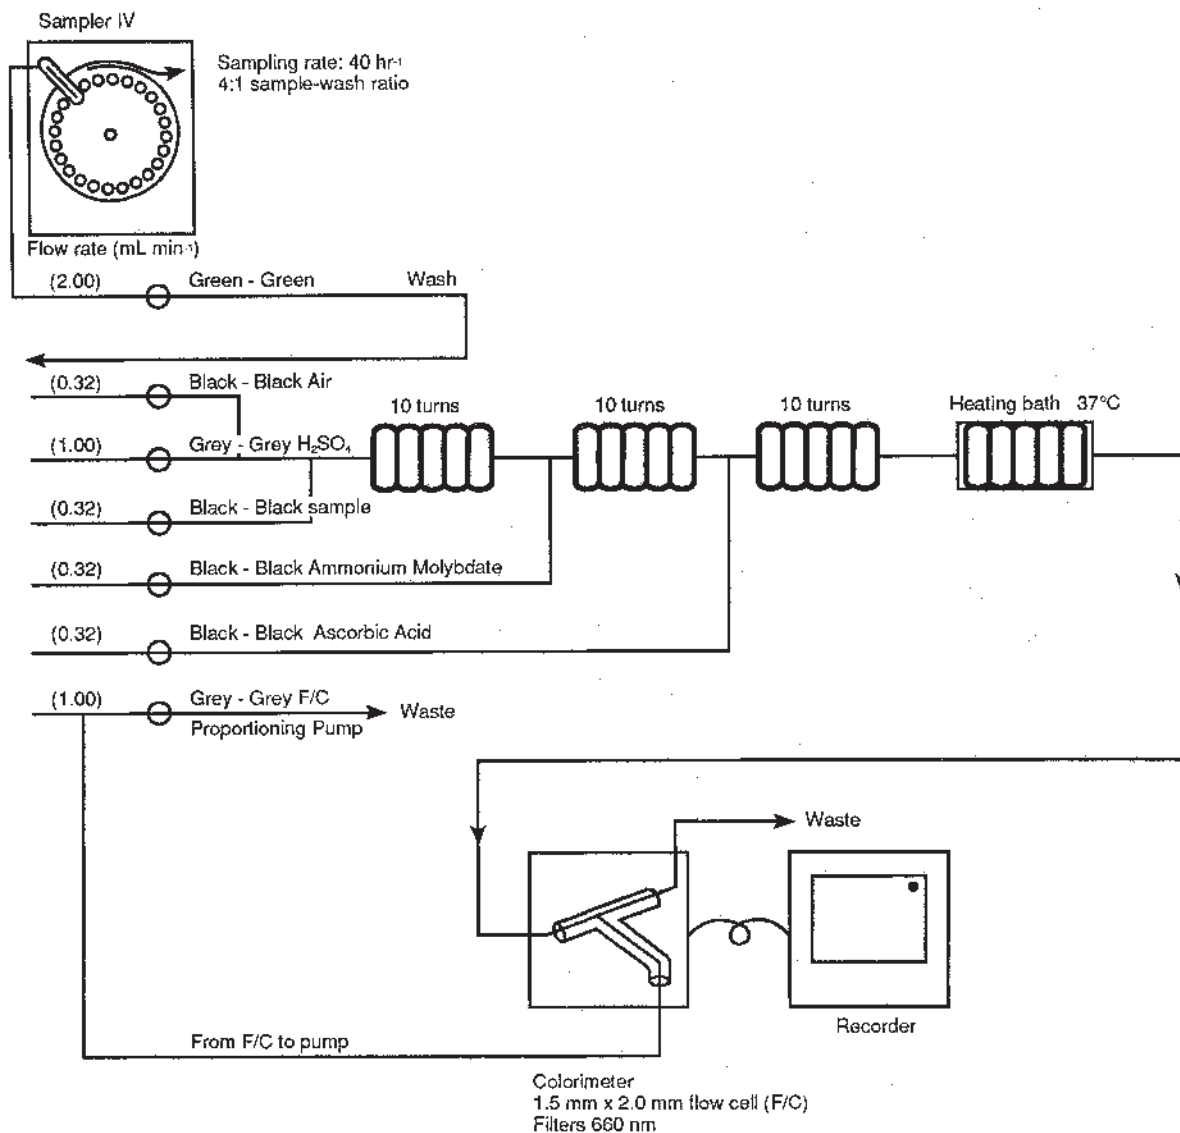 Sampler IV
Sampling rate: 40 hr⁻¹
4:1 sample-wash ratio
Flow rate (mL min⁻¹)
(2.00) Green - Green Wash
(0.32) Black - Black Air
10 turns 10 turns 10 turns Heating bath 37°C
(1.00) Grey - Grey H₂SO₄
(0.32) Black - Black sample
(0.32) Black - Black Ammonium Molybdate
(0.32) Black - Black Ascorbic Acid
(1.00) Grey - Grey F/C Waste
Proportioning Pump
Waste
Recorder
From F/C to pump
Colorimeter
1.5 mm x 2.0 mm flow cell (F/C)
Filters 660 nm